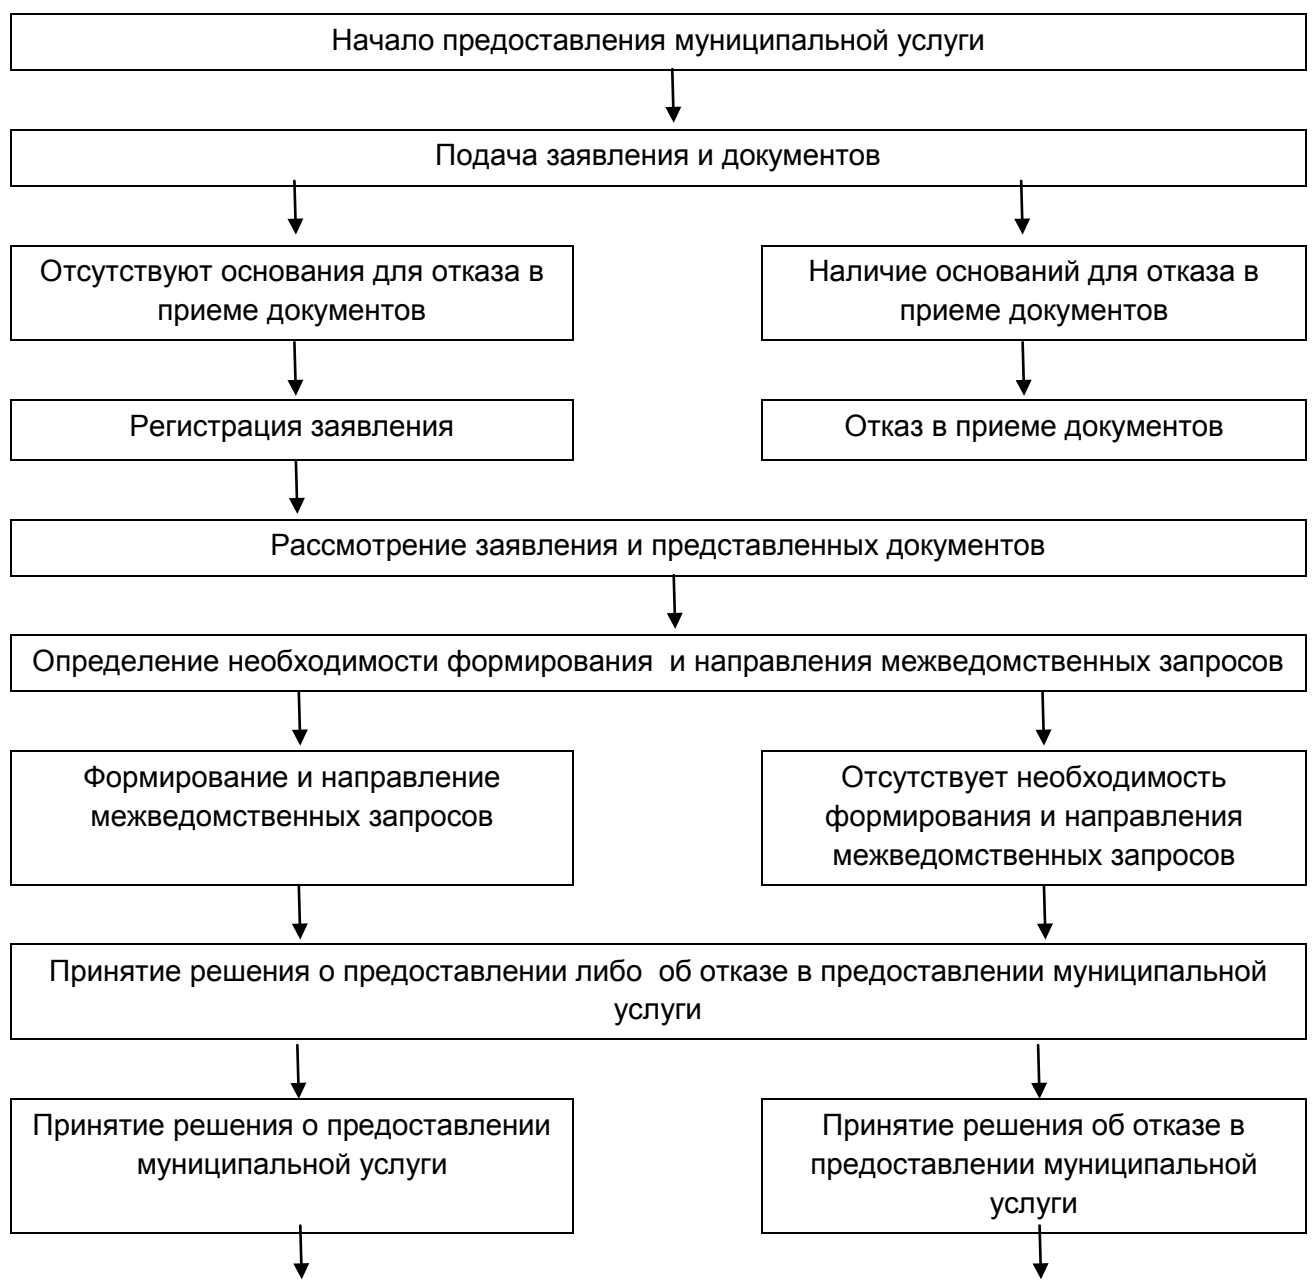 Начало предоставления муниципальной услуги
Подача заявления и документов
Отсутствуют основания для отказа в
приеме документов
Наличие оснований для отказа в
приеме документов
Регистрация заявления
Отказ в приеме документов
Рассмотрение заявления и представленных документов
Определение необходимости формирования  и направления межведомственных запросов
Формирование и направление
межведомственных запросов
Отсутствует необходимость
формирования и направления
межведомственных запросов
Принятие решения о предоставлении либо  об отказе в предоставлении муниципальной
услуги
Принятие решения о предоставлении
муниципальной услуги
Принятие решения об отказе в
предоставлении муниципальной
услуги